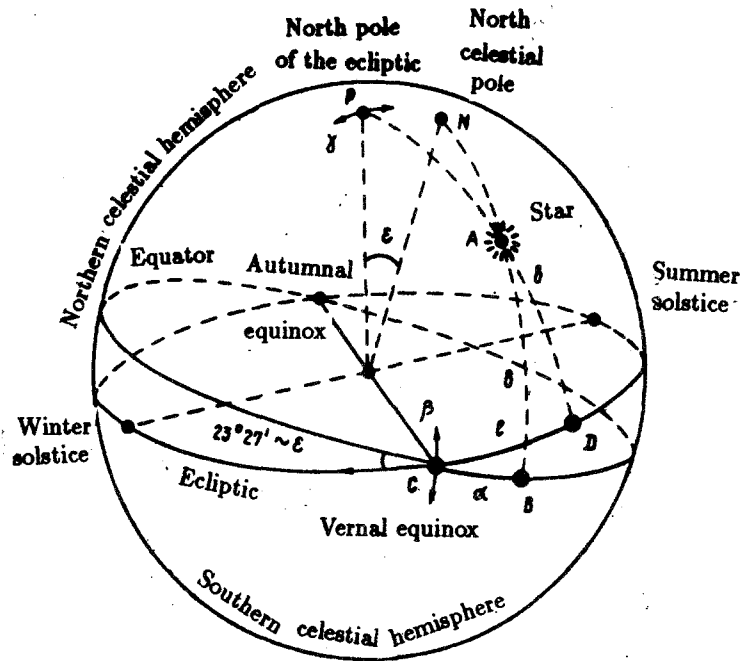 North pole
of the ecliptic
North
celestial
pole
P
N
γ
Northern celestial hemisphere
ε
Star
A
Equator
Autumnal
equinox
δ
Summer
solstice
b
β
Winter
solstice
23°27' ~ ε
ℓ
D
Ecliptic
C
α
B
Vernal equinox
Southern celestial hemisphere